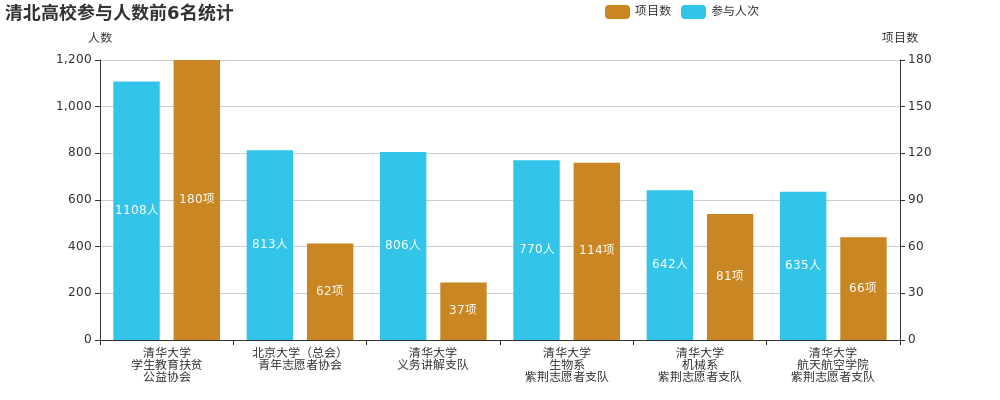 清北高校参与人数前6名统计
项目数
参与人次
人数
项目数
1,200
1,000
800
600
400
200
0
180
150
120
90
60
30
0
1108人
180项
813人
62项
806人
37项
770人
114项
642人
81项
635人
66项
清华大学
学生教育扶贫
公益协会
北京大学（总会）
青年志愿者协会
清华大学
义务讲解支队
清华大学
生物系
紫荆志愿者支队
清华大学
机械系
紫荆志愿者支队
清华大学
航天航空学院
紫荆志愿者支队